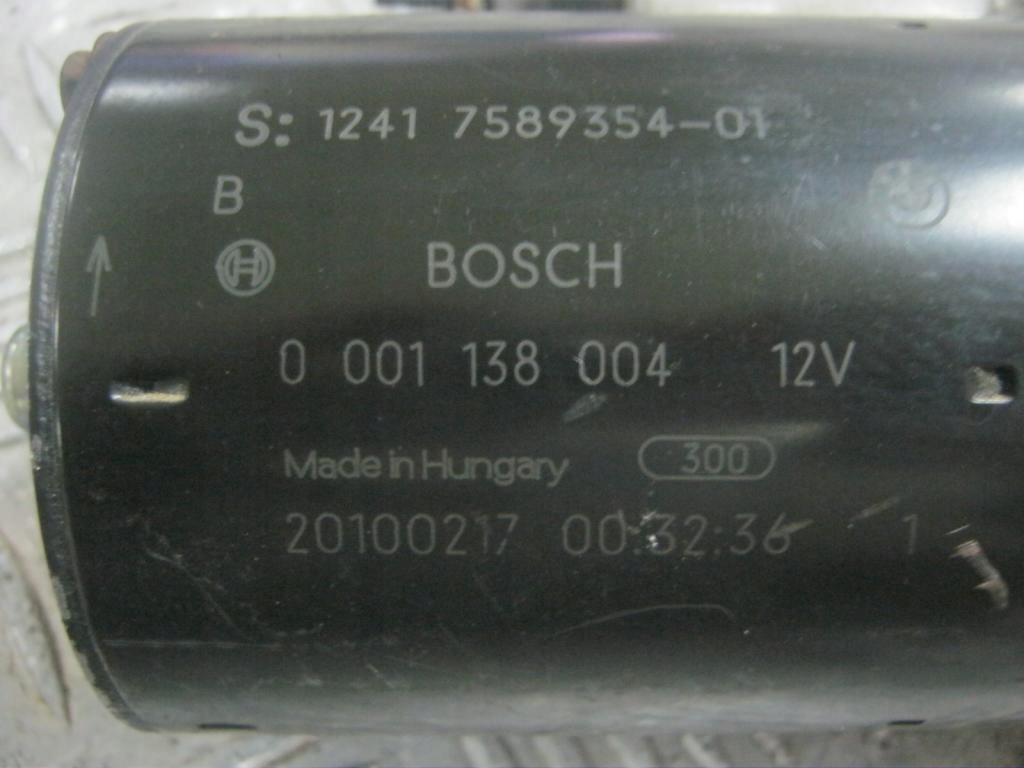 S: 1241 7589354-01
B
BOSCH
0 001 138 004 12V
Made in Hungary 300
20100217 00:32:36 1